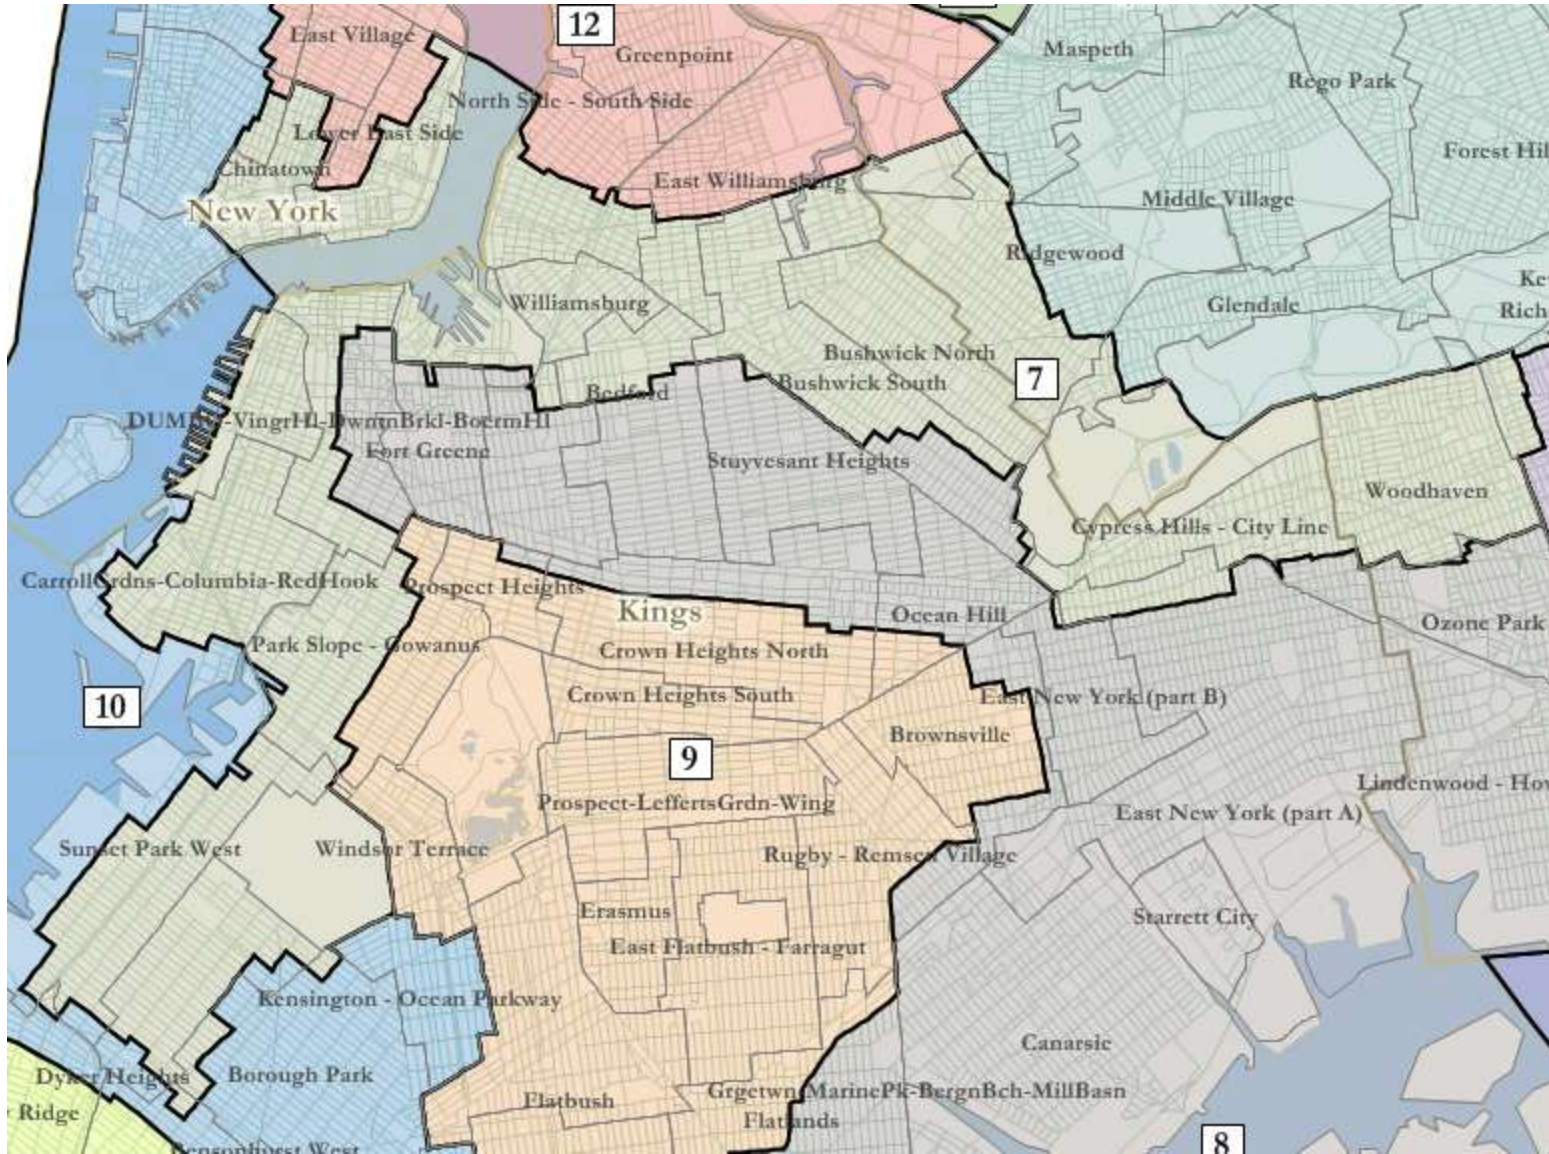 12
East Village
Greenpoint
Maspeth
Rego Park
North Side - South Side
Lower East Side
Forest Hil
Chinatown
East Williamsburg
Middle Village
New York
Ridgewood
Williamsburg
Glendale
Rich
Bushwick North
7
Bushwick South
Bedford
DUMBO-VingrHl-DwntnBrkl-BoermHl
Fort Greene
Stuyvesant Heights
Woodhaven
Cypress Hills - City Line
CarrollGrdns-Columbia-RedHook
Prospect Heights
Kings
Ocean Hill
Ozone Park
Park Slope - Gowanus
Crown Heights North
Crown Heights South
East New York (part B)
10
Brownsville
9
Lindenwood - How
Prospect-LeffertsGrdn-Wing
East New York (part A)
Sunset Park West
Windsor Terrace
Rugby - Remsen Village
Erasmus
Starrett City
East Flatbush - Farragut
Kensington - Ocean Parkway
Canarsie
Dyker Heights
Borough Park
Grgetwn-MarinePk-BergnBch-MillBasn
Flatbush
Ridge
Flatlands
8
Bensonhurst West